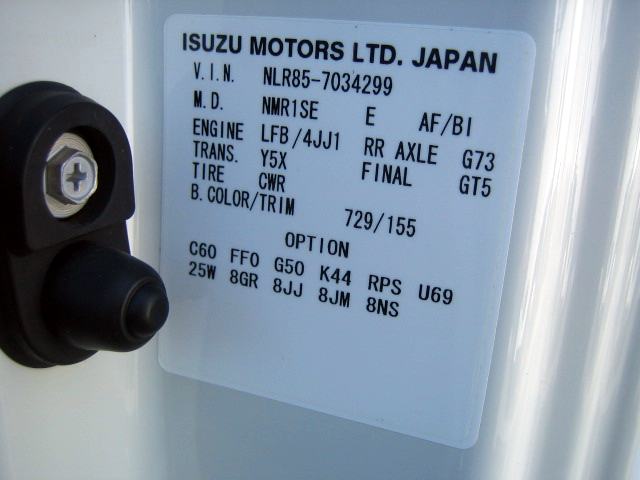 ISUZU MOTORS LTD. JAPAN
V.I.N. NLR85-7034299
M.D. NMR1SE E AF/BI
ENGINE LFB/4JJ1 RR AXLE G73
TRANS. Y5X FINAL GT5
TIRE CWR
B.COLOR/TRIM 729/155
OPTION
C60 FF0 G50 K44 RPS U69
25W 8GR 8JJ 8JM 8NS